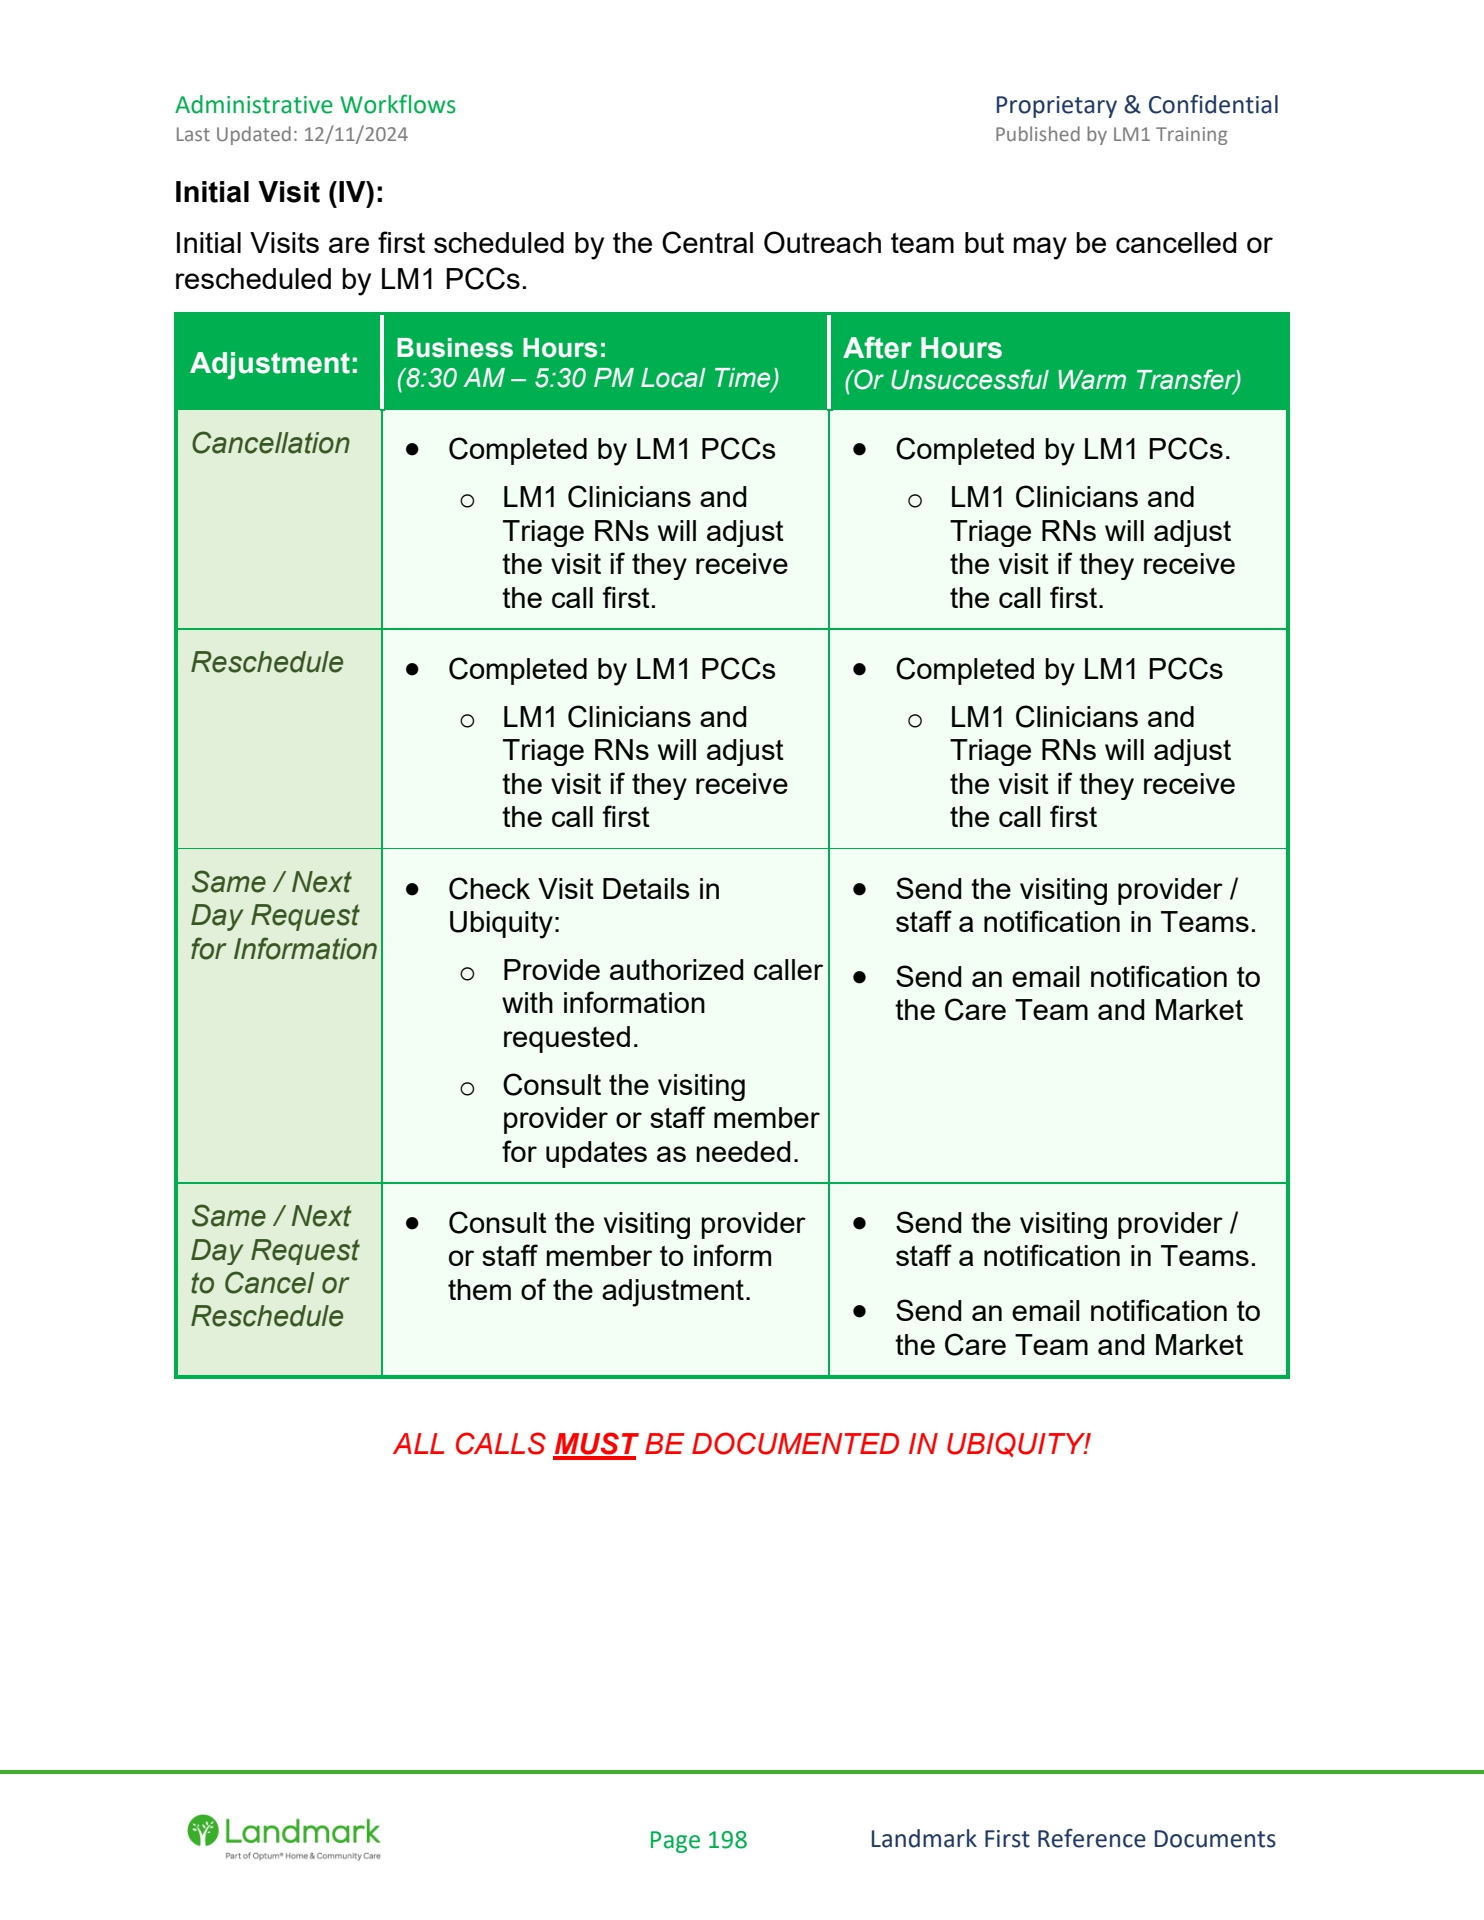 Administrative Workflows
Proprietary & Confidential
Last Updated: 12/11/2024
Published by LM1 Training
Initial Visit (IV):
Initial Visits are first scheduled by the Central Outreach team but may be cancelled or
rescheduled by LM1 PCCs.
Adjustment:
Business Hours:
(8:30 AM – 5:30 PM Local Time)
After Hours
(Or Unsuccessful Warm Transfer)
Cancellation
● Completed by LM1 PCCs
o LM1 Clinicians and
Triage RNs will adjust
the visit if they receive
the call first.
● Completed by LM1 PCCs.
o LM1 Clinicians and
Triage RNs will adjust
the visit if they receive
the call first.
Reschedule
● Completed by LM1 PCCs
o LM1 Clinicians and
Triage RNs will adjust
the visit if they receive
the call first
● Completed by LM1 PCCs
o LM1 Clinicians and
Triage RNs will adjust
the visit if they receive
the call first
Same / Next
Day Request
for Information
● Check Visit Details in
Ubiquity:
o Provide authorized caller
with information
requested.
o Consult the visiting
provider or staff member
for updates as needed.
● Send the visiting provider /
staff a notification in Teams.
● Send an email notification to
the Care Team and Market
Same / Next
Day Request
to Cancel or
Reschedule
● Consult the visiting provider
or staff member to inform
them of the adjustment.
● Send the visiting provider /
staff a notification in Teams.
● Send an email notification to
the Care Team and Market
ALL CALLS MUST BE DOCUMENTED IN UBIQUITY!
Landmark
Part of Optum® Home & Community Care
Page 198
Landmark First Reference Documents